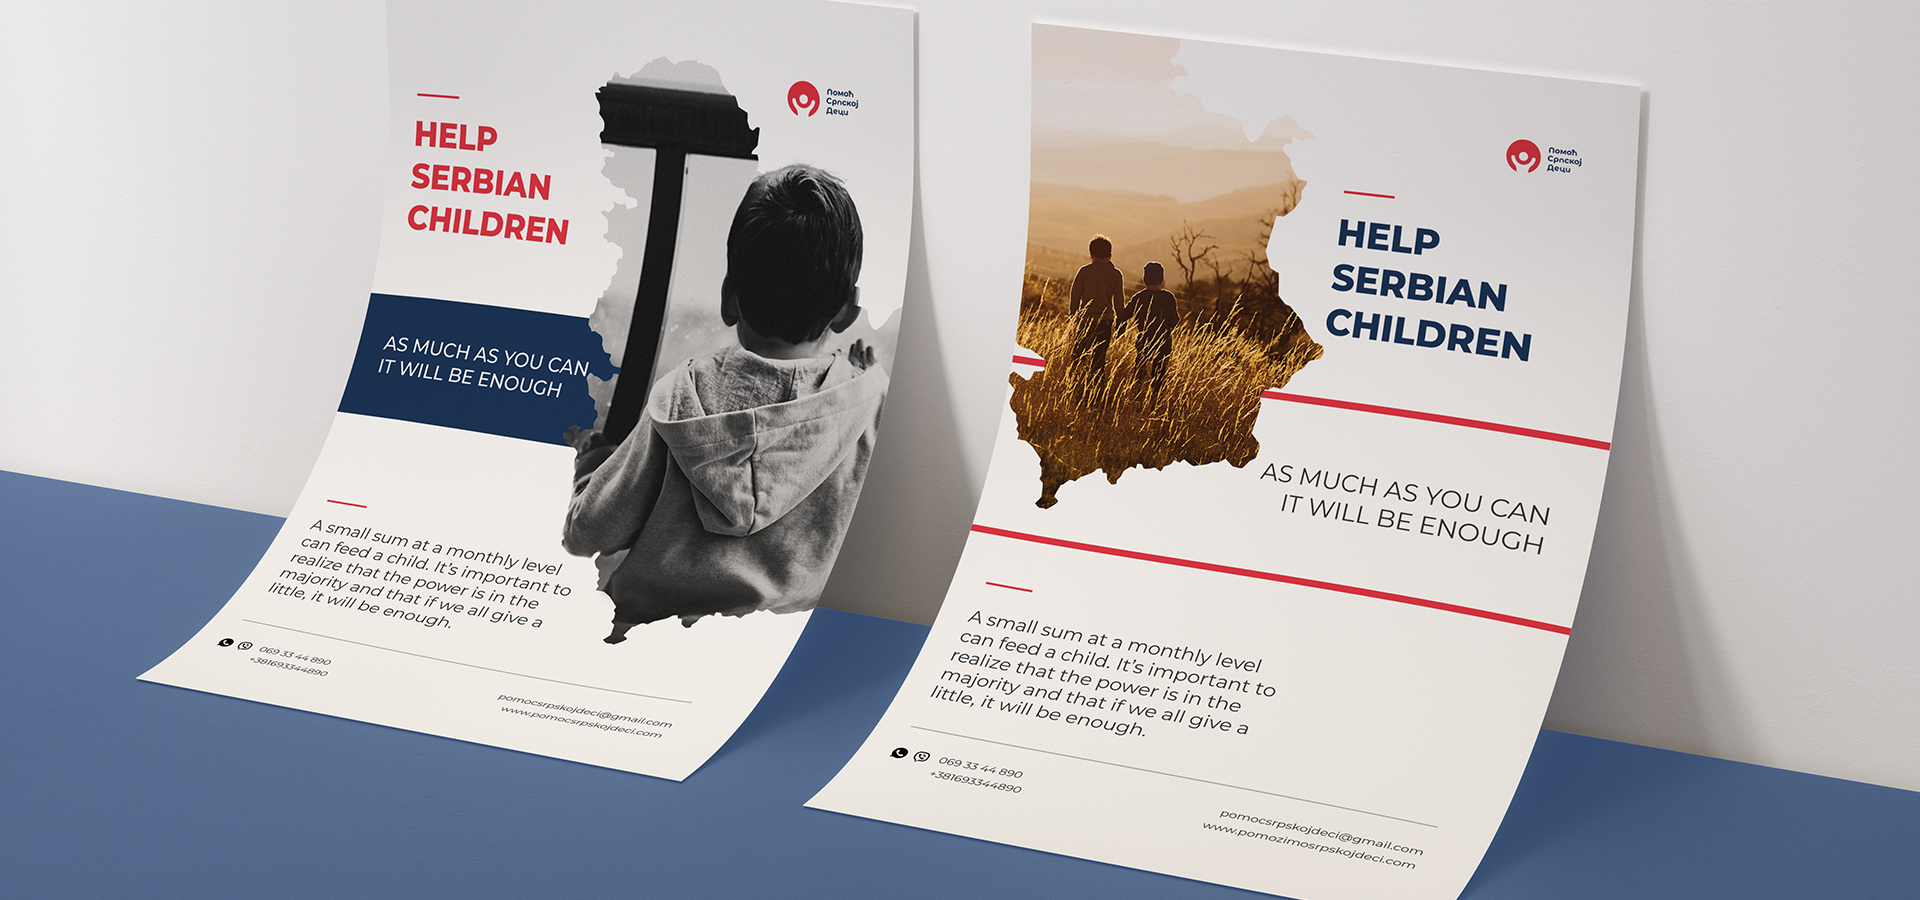 Помоћ
Српској
Деци
HELP
SERBIAN
CHILDREN
AS MUCH AS YOU CAN
IT WILL BE ENOUGH
A small sum at a monthly level
can feed a child. It's important to
realize that the power is in the
majority and that if we all give a
little, it will be enough.
069 33 44 890
+381693344890
pomocsrpskojdeci@gmail.com
www.pomocsrpskojdeci.com
Помоћ
Српској
Деци
HELP
SERBIAN
CHILDREN
AS MUCH AS YOU CAN
IT WILL BE ENOUGH
A small sum at a monthly level
can feed a child. It's important to
realize that the power is in the
majority and that if we all give a
little, it will be enough.
069 33 44 890
+381693344890
pomocsrpskojdeci@gmail.com
www.pomozimosrpskojdeci.com